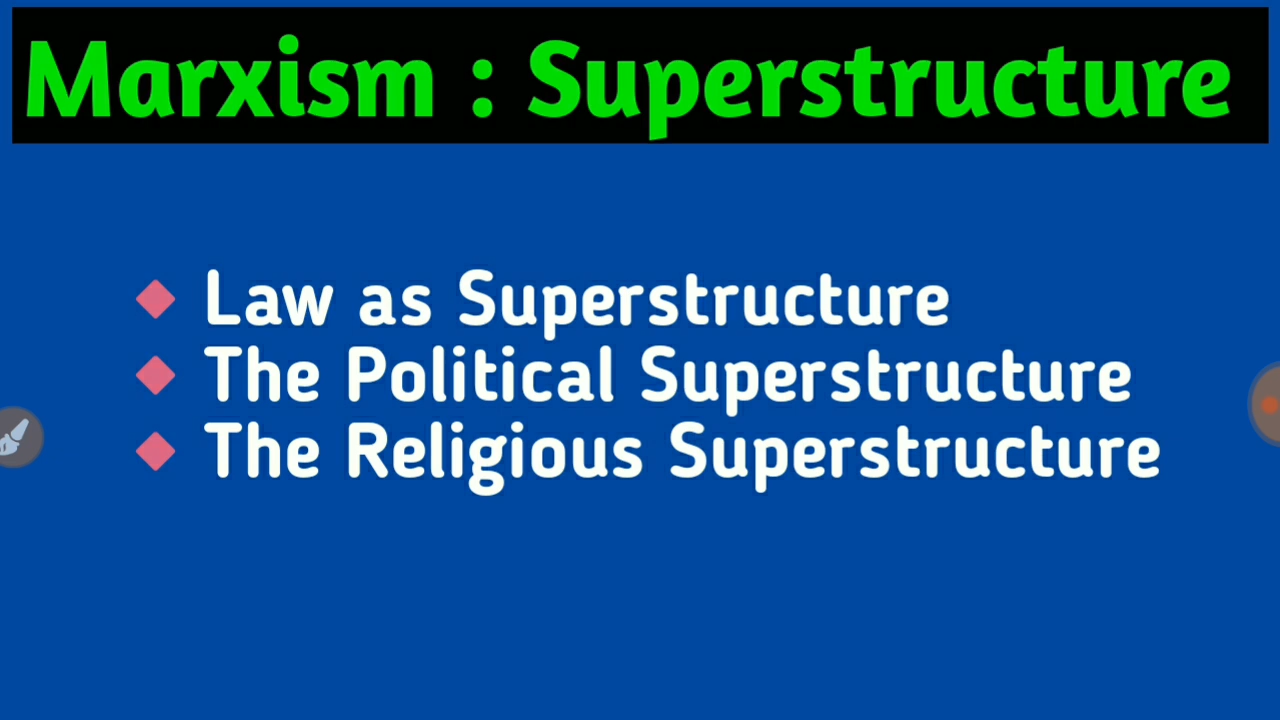 Marxism : Superstructure
Law as Superstructure
The Political Superstructure
The Religious Superstructure